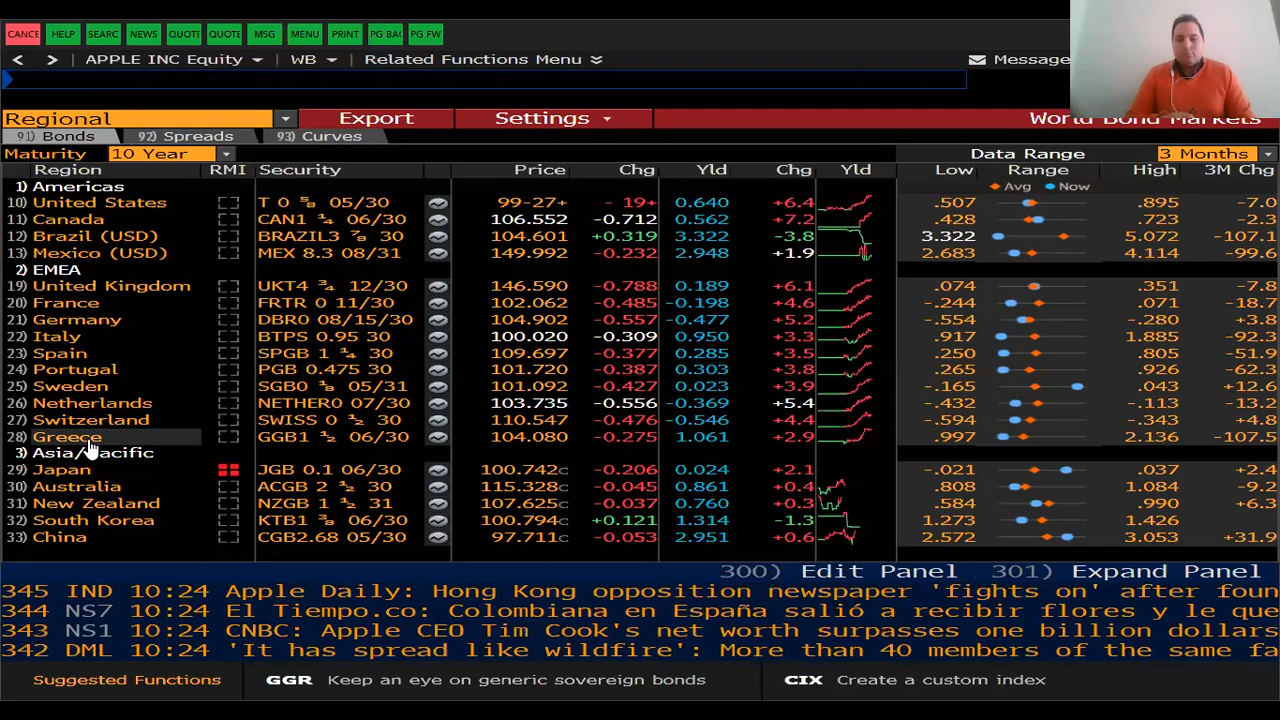 CANCE HELP SEARC NEWS QUOTE QUOTE MSG MENU PRINT PG BAC PG FW
< > APPLE INC Equity WB Related Functions Menu Message
Regional Export Settings World Bond Markets
91) Bonds 92) Spreads 93) Curves
Maturity 10 Year Data Range 3 Months
Region RMI Security Price Chg Yld Chg Yld Low Range High 3M Chg
1) Americas Avg Now
10) United States T 0 ⅝ 05/30 99-27+ - 19+ 0.640 +6.4 .507 .895 -7.0
11) Canada CAN1 ¼ 06/30 106.552 -0.712 0.562 +7.2 .428 .723 -2.3
12) Brazil (USD) BRAZIL3 ⅞ 30 104.601 +0.319 3.322 -3.8 3.322 5.072 -107.1
13) Mexico (USD) MEX 8.3 08/31 149.992 -0.232 2.948 +1.9 2.683 4.114 -99.6
2) EMEA
19) United Kingdom UKT4 ¾ 12/30 146.590 -0.788 0.189 +6.1 .074 .351 -7.8
20) France FRTR 0 11/30 102.062 -0.485 -0.198 +4.6 -.244 .071 -18.7
21) Germany DBR0 08/15/30 104.902 -0.557 -0.477 +5.2 -.554 -.280 +3.8
22) Italy BTPS 0.95 30 100.020 -0.309 0.950 +3.3 .917 1.885 -92.3
23) Spain SPGB 1 ¼ 30 109.697 -0.377 0.285 +3.5 .250 .805 -51.9
24) Portugal PGB 0.475 30 101.720 -0.387 0.303 +3.8 .265 .926 -62.3
25) Sweden SGB0 ⅛ 05/31 101.092 -0.427 0.023 +3.9 -.165 .043 +12.6
26) Netherlands NETHER0 07/30 103.735 -0.556 -0.369 +5.4 -.432 -.113 -13.2
27) Switzerland SWISS 0 ½ 30 110.547 -0.476 -0.546 +4.4 -.594 -.343 -4.8
28) Greece GGB1 ½ 06/30 104.080 -0.275 1.061 +2.9 .997 2.136 -107.5
3) Asia/Pacific
29) Japan JGB 0.1 06/30 100.742c -0.206 0.024 +2.1 -.021 .037 +2.4
30) Australia ACGB 2 ½ 30 115.328c -0.045 0.861 +0.4 .808 1.084 -9.2
31) New Zealand NZGB 1 ½ 31 107.625c -0.037 0.760 +0.3 .584 .990 +6.3
32) South Korea KTB1 ⅜ 06/30 100.794c +0.121 1.314 -1.3 1.273 1.426
33) China CGB2.68 05/30 97.711c -0.053 2.951 +0.6 2.572 3.053 +31.9
300) Edit Panel 301) Expand Panel
345 IND 10:24 Apple Daily: Hong Kong opposition newspaper 'fights on' after foun
344 NS7 10:24 El Tiempo.co: Colombiana en España salió a recibir flores y le que
343 NS1 10:24 CNBC: Apple CEO Tim Cook's net worth surpasses one billion dollars
342 DML 10:24 'It has spread like wildfire': More than 40 members of the same fa
Suggested Functions GGR Keep an eye on generic sovereign bonds CIX Create a custom index